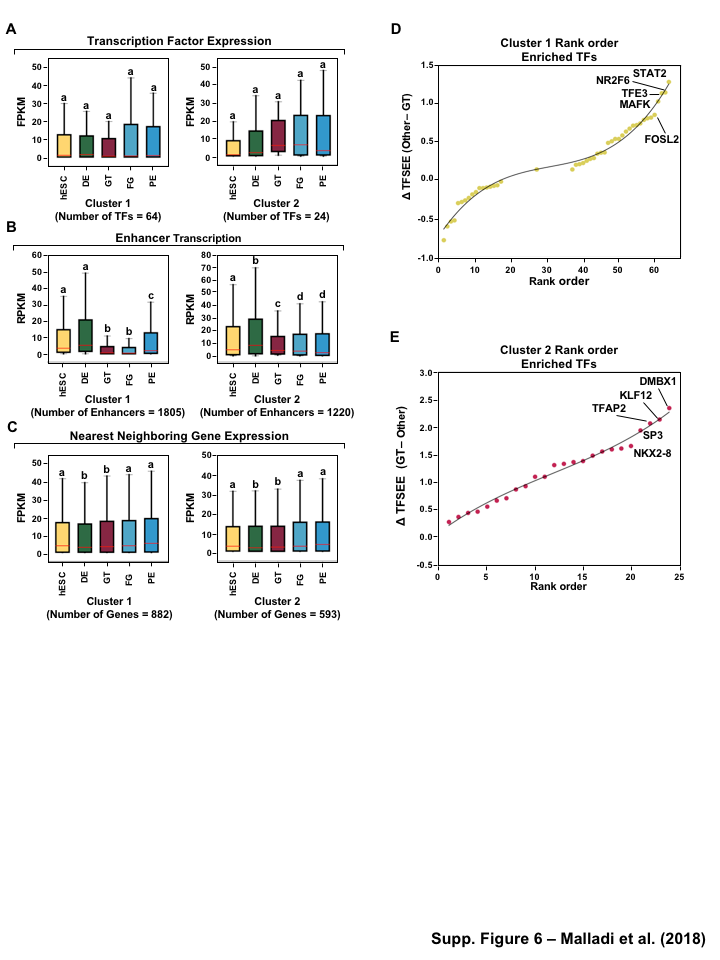 A
Transcription Factor Expression
FPKM
50
40
30
20
10
0
a a a a a
hESC DE GT FG PE
Cluster 1
(Number of TFs = 64)
FPKM
50
40
30
20
10
0
a a a a a
hESC DE GT FG PE
Cluster 2
(Number of TFs = 24)
B
Enhancer Transcription
RPKM
60
50
40
30
20
10
0
a a b b c
hESC DE GT FG PE
Cluster 1
(Number of Enhancers = 1805)
RPKM
80
70
60
50
40
30
20
10
0
a b c d d
hESC DE GT FG PE
Cluster 2
(Number of Enhancers = 1220)
C
Nearest Neighboring Gene Expression
FPKM
50
40
30
20
10
0
a b b a a
hESC DE GT FG PE
Cluster 1
(Number of Genes = 882)
FPKM
50
40
30
20
10
0
a b b a a
hESC DE GT FG PE
Cluster 2
(Number of Genes = 593)
D
Cluster 1 Rank order
Enriched TFs
Δ TFSEE (Other – GT)
1.5
1.0
0.5
0.0
-0.5
-1.0
STAT2
NR2F6
TFE3
MAFK
FOSL2
0 10 20 30 40 50 60
Rank order
E
Cluster 2 Rank order
Enriched TFs
Δ TFSEE (GT – Other)
3.0
2.5
2.0
1.5
1.0
0.5
0.0
-0.5
DMBX1
KLF12
TFAP2
SP3
NKX2-8
0 5 10 15 20 25
Rank order
Supp. Figure 6 – Malladi et al. (2018)